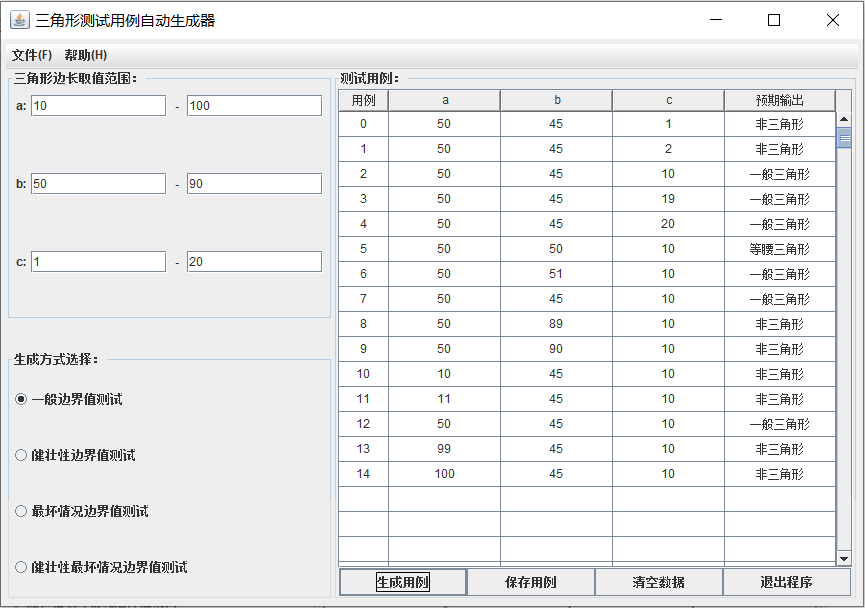 三角形测试用例自动生成器
文件(F) 帮助(H)
三角形边长取值范围：
a: 10 - 100
b: 50 - 90
c: 1 - 20
生成方式选择：
一般边界值测试
健壮性边界值测试
最坏情况边界值测试
健壮性最坏情况边界值测试
测试用例：
用例 a b c 预期输出
0 50 45 1 非三角形
1 50 45 2 非三角形
2 50 45 10 一般三角形
3 50 45 19 一般三角形
4 50 45 20 一般三角形
5 50 50 10 等腰三角形
6 50 51 10 一般三角形
7 50 45 10 一般三角形
8 50 89 10 非三角形
9 50 90 10 非三角形
10 10 45 10 非三角形
11 11 45 10 非三角形
12 50 45 10 一般三角形
13 99 45 10 非三角形
14 100 45 10 非三角形
生成用例 保存用例 清空数据 退出程序